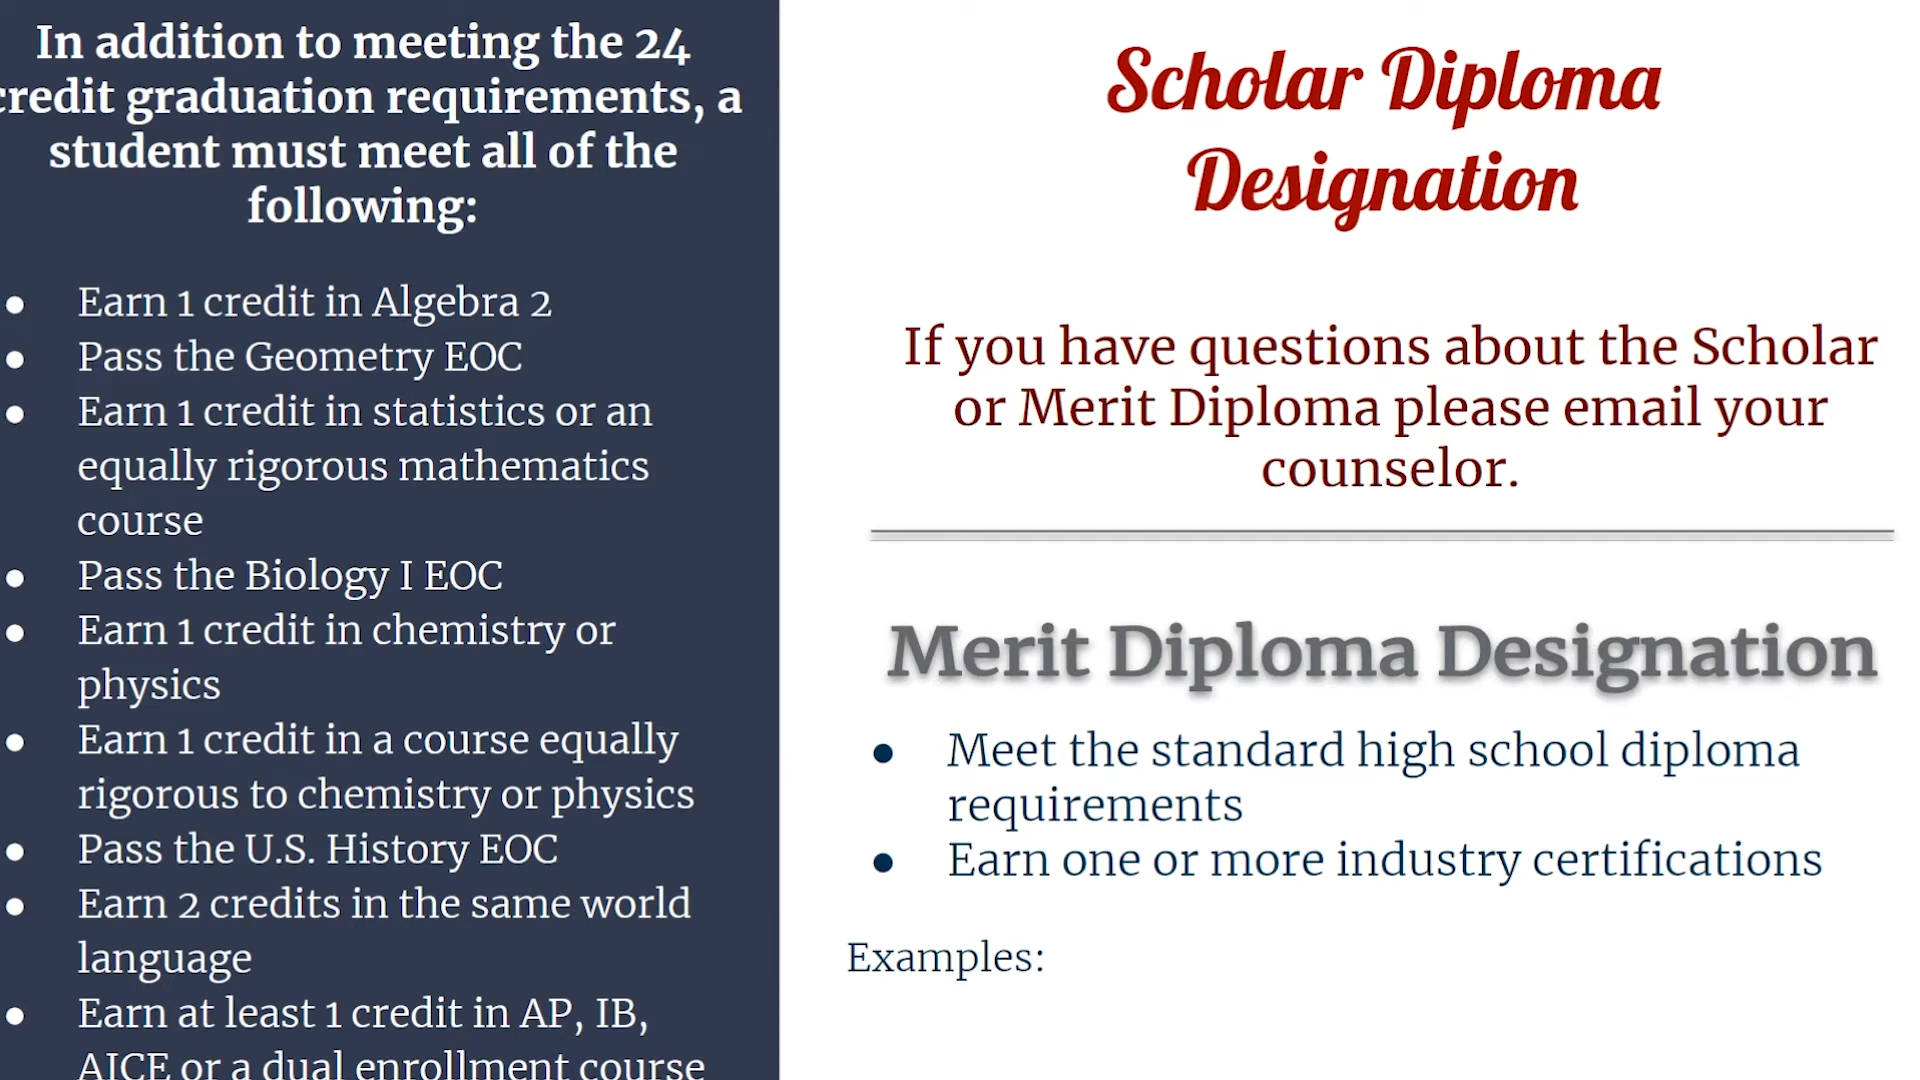 In addition to meeting the 24
credit graduation requirements, a
student must meet all of the
following:
● Earn 1 credit in Algebra 2
● Pass the Geometry EOC
● Earn 1 credit in statistics or an
equally rigorous mathematics
course
● Pass the Biology I EOC
● Earn 1 credit in chemistry or
physics
● Earn 1 credit in a course equally
rigorous to chemistry or physics
● Pass the U.S. History EOC
● Earn 2 credits in the same world
language
● Earn at least 1 credit in AP, IB,
AICE or a dual enrollment course
Scholar Diploma
Designation
If you have questions about the Scholar
or Merit Diploma please email your
counselor.
Merit Diploma Designation
● Meet the standard high school diploma
requirements
● Earn one or more industry certifications
Examples: